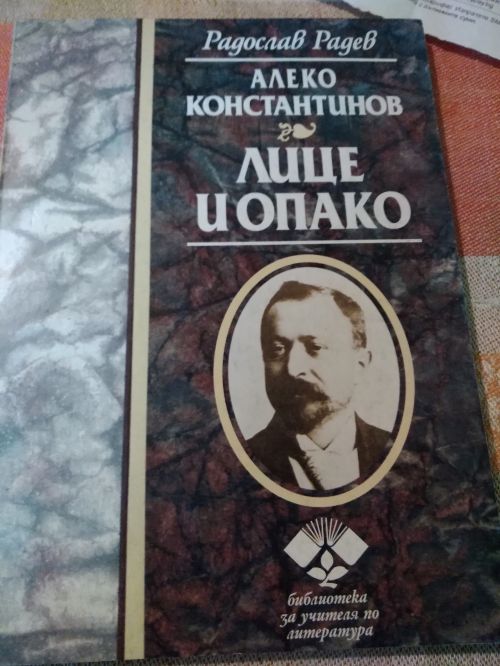 Радослав Радев
АЛЕКО
КОНСТАНТИНОВ
ЛИЦЕ
И ОПАКО
библиотека
за учителя по
литература